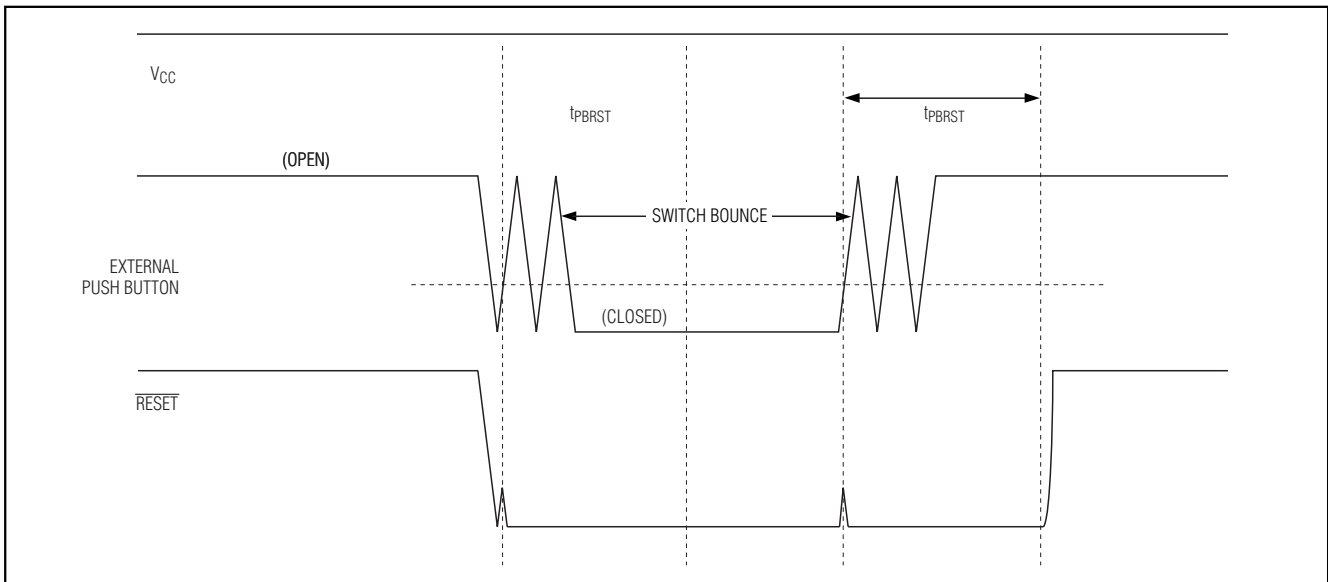 VCC
tPBRST
tPBRST
(OPEN)
SWITCH BOUNCE
EXTERNAL
PUSH BUTTON
(CLOSED)
RESET